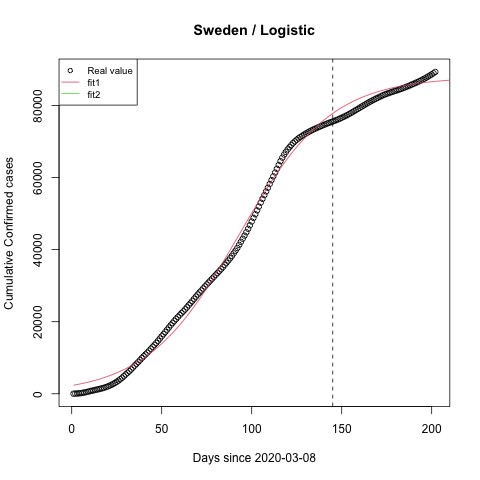 Sweden / Logistic
Real value
fit1
fit2
Cumulative Confirmed cases
80000
60000
40000
20000
0
0 50 100 150 200
Days since 2020-03-08